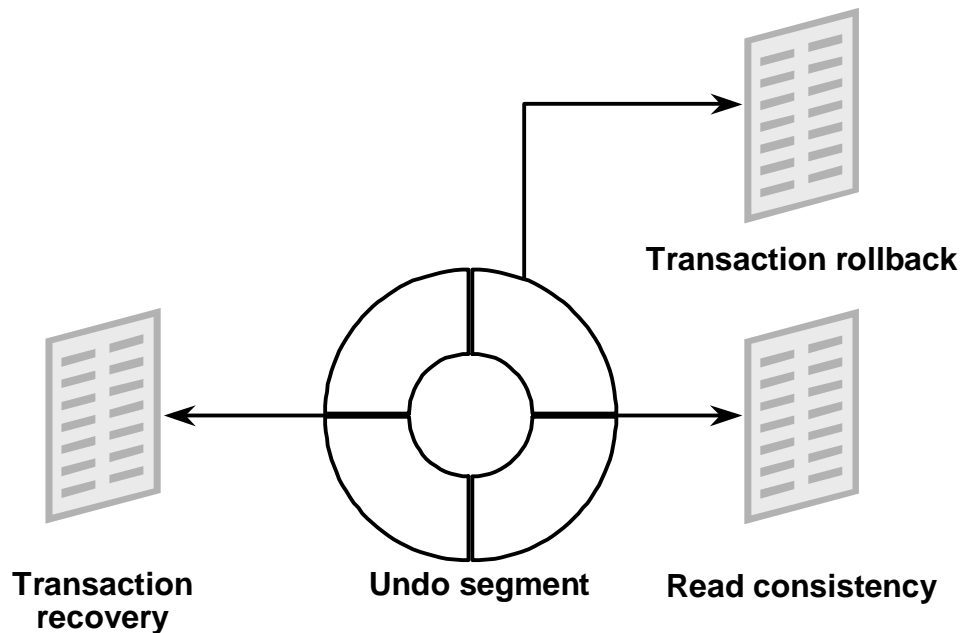 Transaction rollback
Transaction
recovery
Undo segment
Read consistency